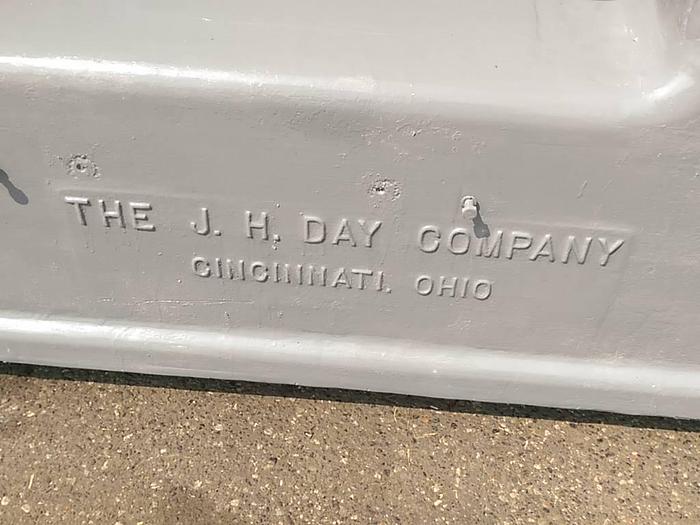 THE J. H. DAY COMPANY
CINCINNATI. OHIO